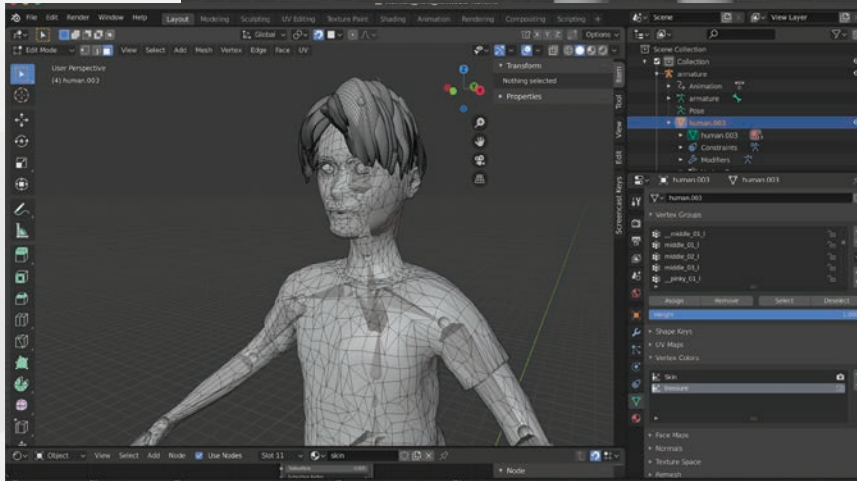 File Edit Render Window Help Layout Modeling Sculpting UV Editing Texture Paint Shading Animation Rendering Compositing Scripting + Scene View Layer
Global Options
Edit Mode View Select Add Mesh Vertex Edge Face UV
User Perspective
(4) human.003
Transform
Nothing selected
Properties
Item
Tool
View
Edit
Screencast Keys
X Y Z
Scene Collection
Collection
armature
Animation
armature
Pose
human.003
human.003
Constraints
Modifiers
human.003 human.003
human.003
Vertex Groups
__middle_01_l
middle_01_l
middle_02_l
middle_03_l
__pinky_01_l
Assign Remove Select Deselect
Weight
Shape Keys
UV Maps
Vertex Colors
Skin
Face Maps
Normals
Texture Space
Remesh
Object View Select Add Node Use Nodes Slot 11 skin
Node